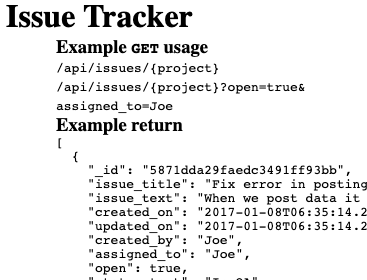 Issue Tracker
Example GET usage
/api/issues/{project}
/api/issues/{project}?open=true&
assigned_to=Joe
Example return
[
{
"_id": "5871dda29faedc3491ff93bb",
"issue_title": "Fix error in posting
"issue_text": "When we post data it
"created_on": "2017-01-08T06:35:14.2
"updated_on": "2017-01-08T06:35:14.2
"created_by": "Joe",
"assigned_to": "Joe",
"open": true,